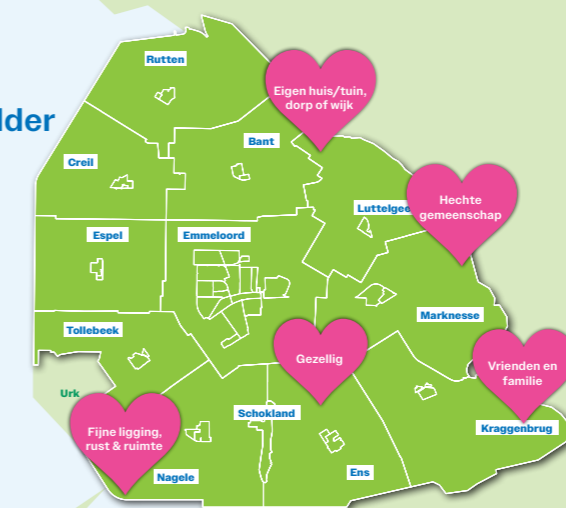 Rutten
Eigen huis/tuin,
dorp of wijk
lder
Bant
Creil
Hechte
gemeenschap
Luttelgee
Espel
Emmeloord
Marknesse
Tollebeek
Gezellig
Vrienden en
familie
Urk
Schokland
Kraggenbrug
Fijne ligging,
rust & ruimte
Nagele
Ens